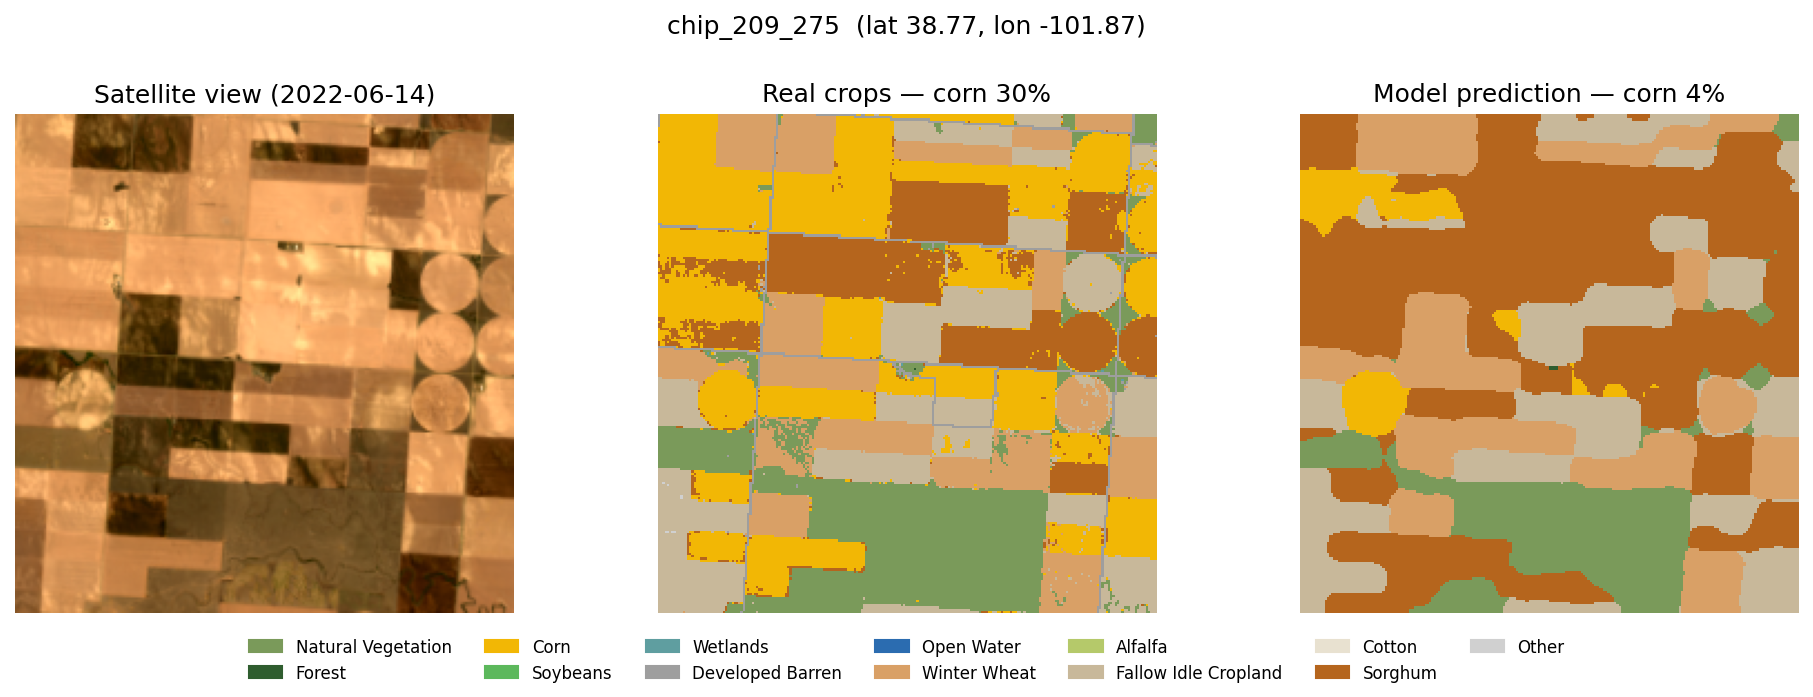 chip_209_275  (lat 38.77, lon -101.87)
Satellite view (2022-06-14)
Real crops — corn 30%
Model prediction — corn 4%
Natural Vegetation
Forest
Corn
Soybeans
Wetlands
Developed Barren
Open Water
Winter Wheat
Alfalfa
Fallow Idle Cropland
Cotton
Sorghum
Other